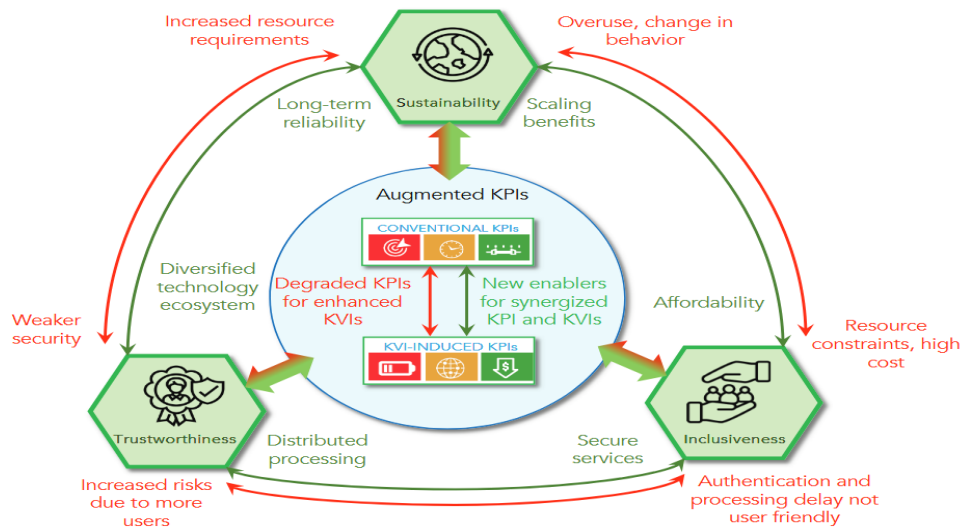 Increased resource
requirements
Overuse, change in
behavior
Sustainability
Long-term
reliability
Scaling
benefits
Augmented KPIs
CONVENTIONAL KPIs
Degraded KPIs
for enhanced
KVIs
New enablers
for synergized
KPI and KVIs
KVI-INDUCED KPIs
$
Diversified
technology
ecosystem
Affordability
Weaker
security
Resource
constraints, high
cost
Trustworthiness
Inclusiveness
Distributed
processing
Secure
services
Increased risks
due to more
users
Authentication and
processing delay not
user friendly